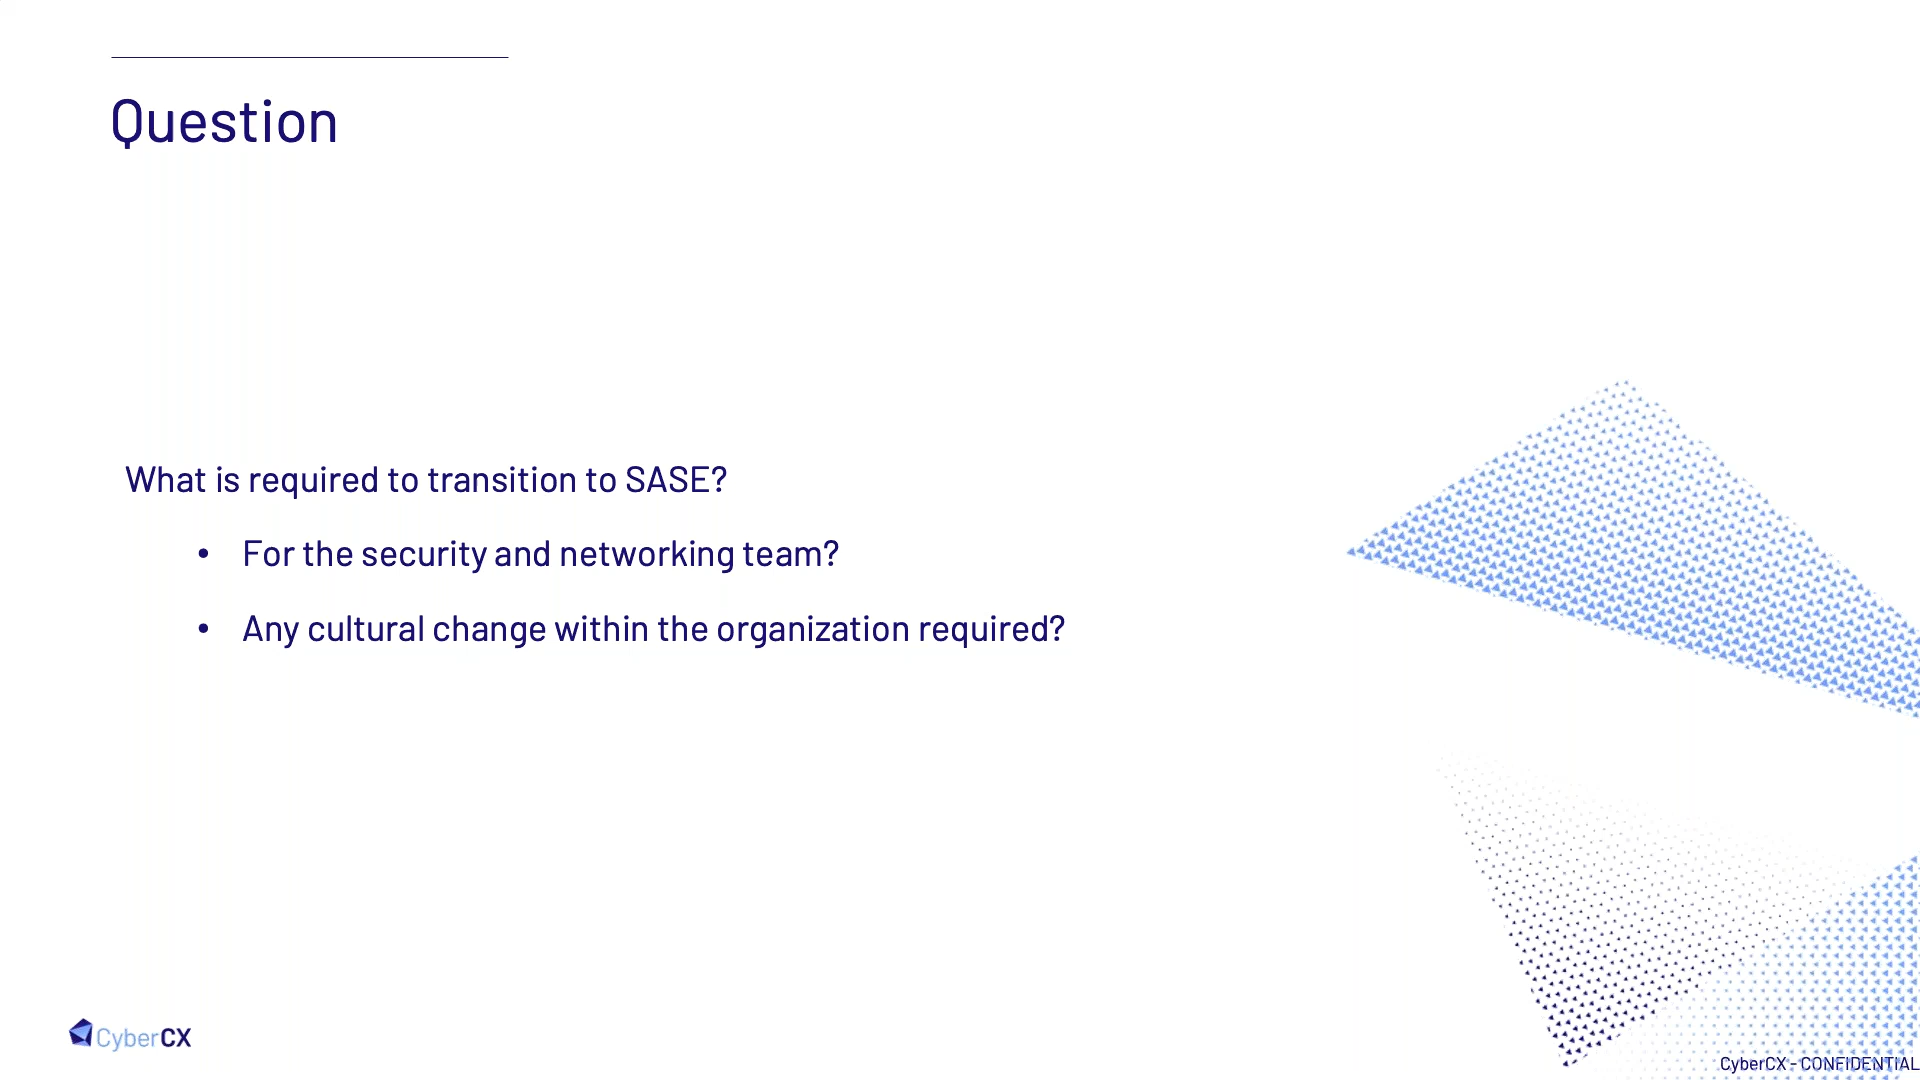 Question
What is required to transition to SASE?
• For the security and networking team?
• Any cultural change within the organization required?
CyberCX
CyberCX - CONFIDENTIAL